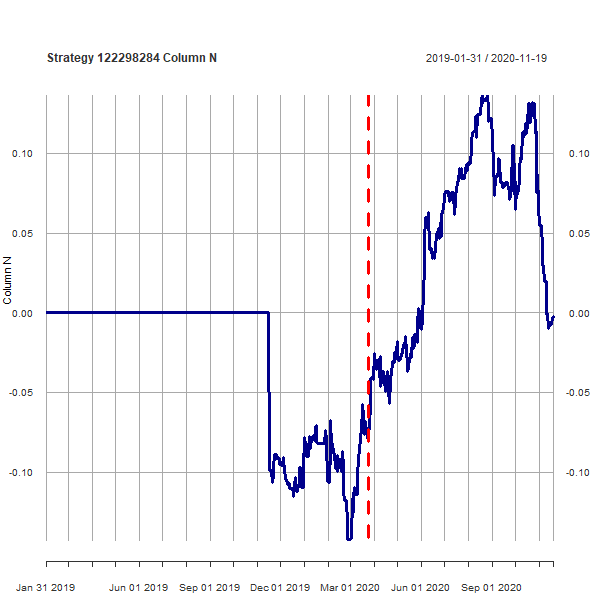 Strategy 122298284 Column N
2019-01-31 / 2020-11-19
Column N
0.10
0.05
0.00
-0.05
-0.10
0.10
0.05
0.00
-0.05
-0.10
Jan 31 2019
Jun 01 2019
Sep 01 2019
Dec 01 2019
Mar 01 2020
Jun 01 2020
Sep 01 2020